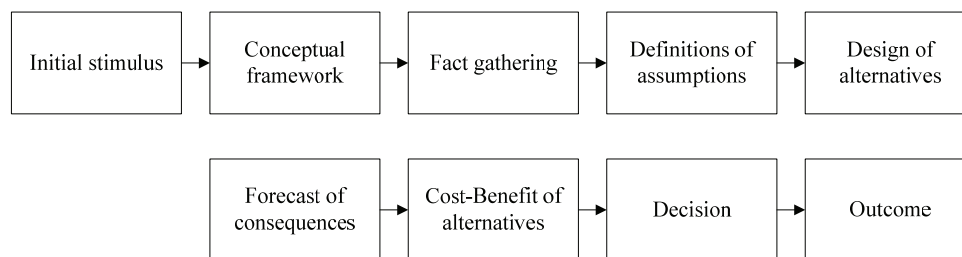 Initial stimulus
Conceptual
framework
Fact gathering
Definitions of
assumptions
Design of
alternatives
Forecast of
consequences
Cost-Benefit of
alternatives
Decision
Outcome